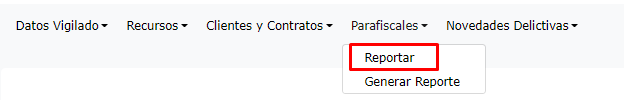 Datos Vigilado Recursos Clientes y Contratos Parafiscales Novedades Delictivas
Reportar
Generar Reporte